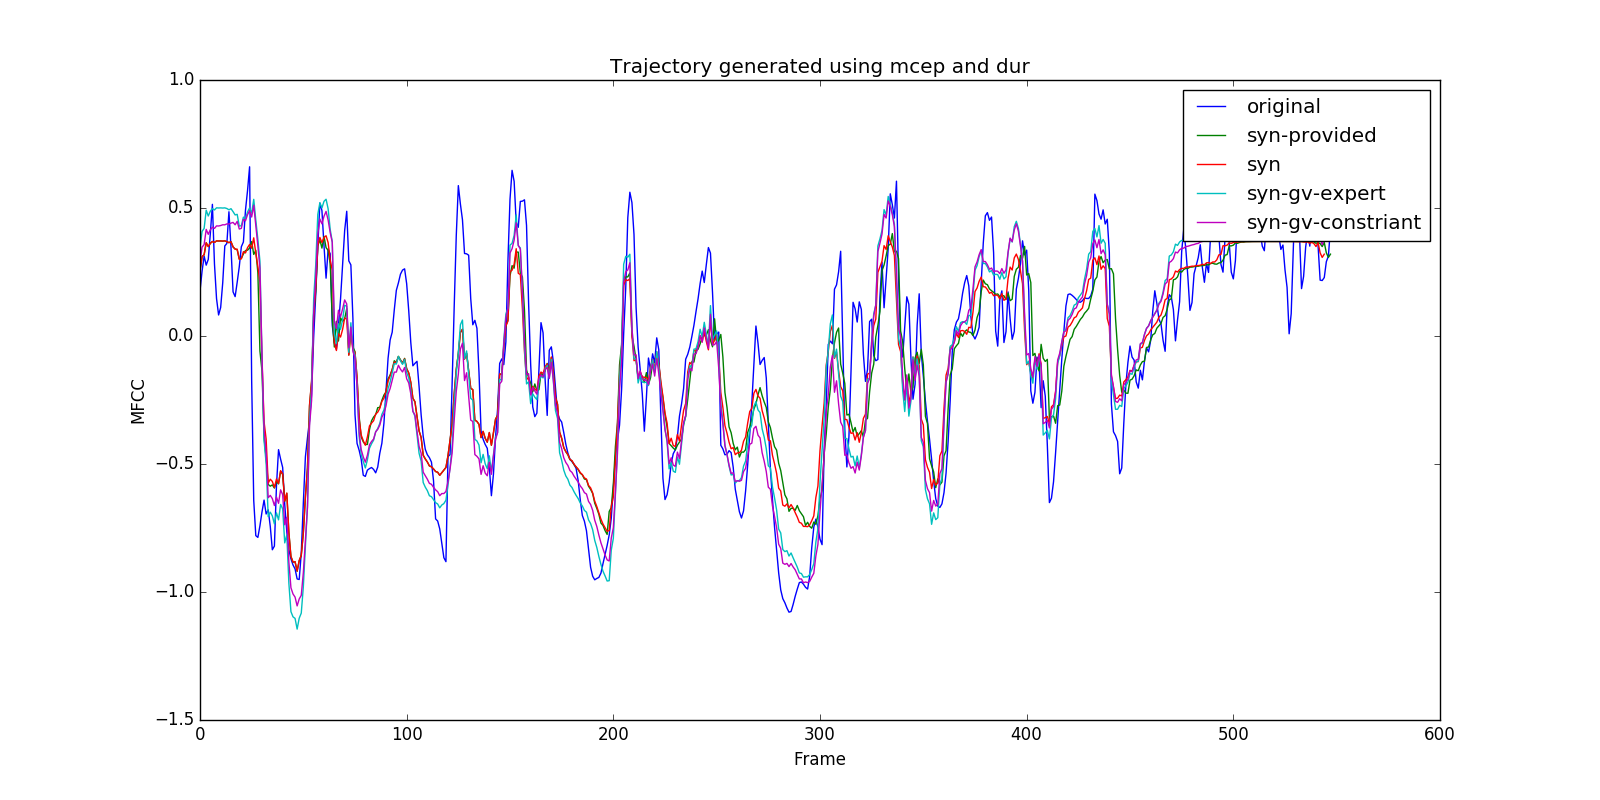 Trajectory generated using mcep and dur
original
syn-provided
syn
syn-gv-expert
syn-gv-constriant
1.0
0.5
0.0
−0.5
−1.0
−1.5
MFCC
0 100 200 300 400 500 600
Frame